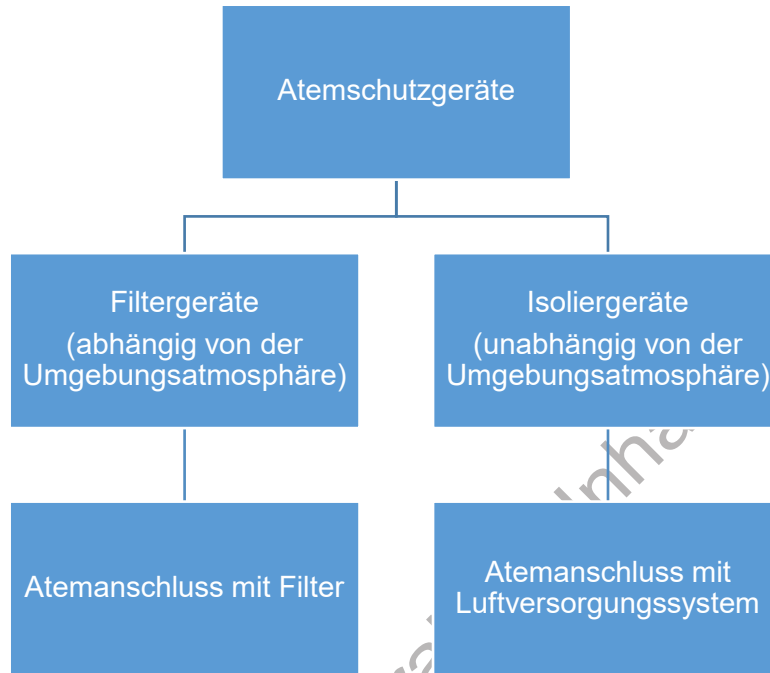 Atemschutzgeräte
Filtergeräte
(abhängig von der
Umgebungsatmosphäre)
Isoliergeräte
(unabhängig von der
Umgebungsatmosphäre)
Atemanschluss mit Filter
Atemanschluss mit
Luftversorgungssystem